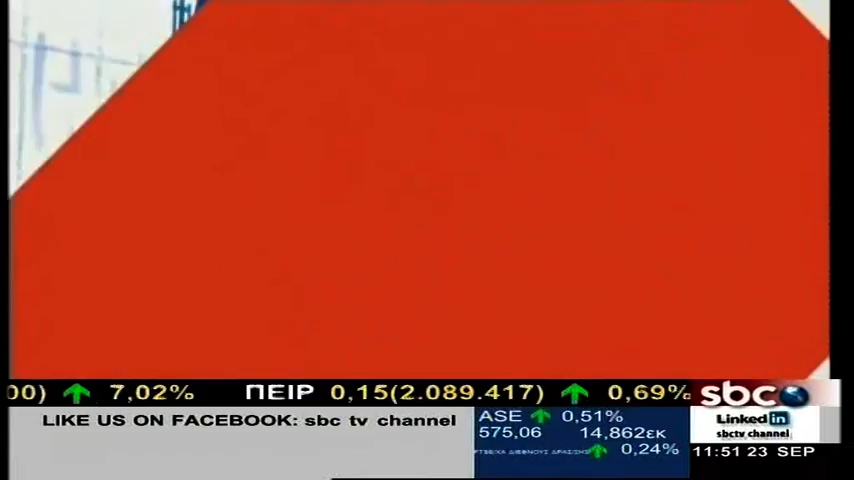 00) 7,02% ΠΕΙΡ 0,15(2.089.417) 0,69%
sbc
LIKE US ON FACEBOOK: sbc tv channel
ASE 0,51%
575,06 14,862εκ
0,24%
Linked in
sbctv channel
11:51 23 SEP